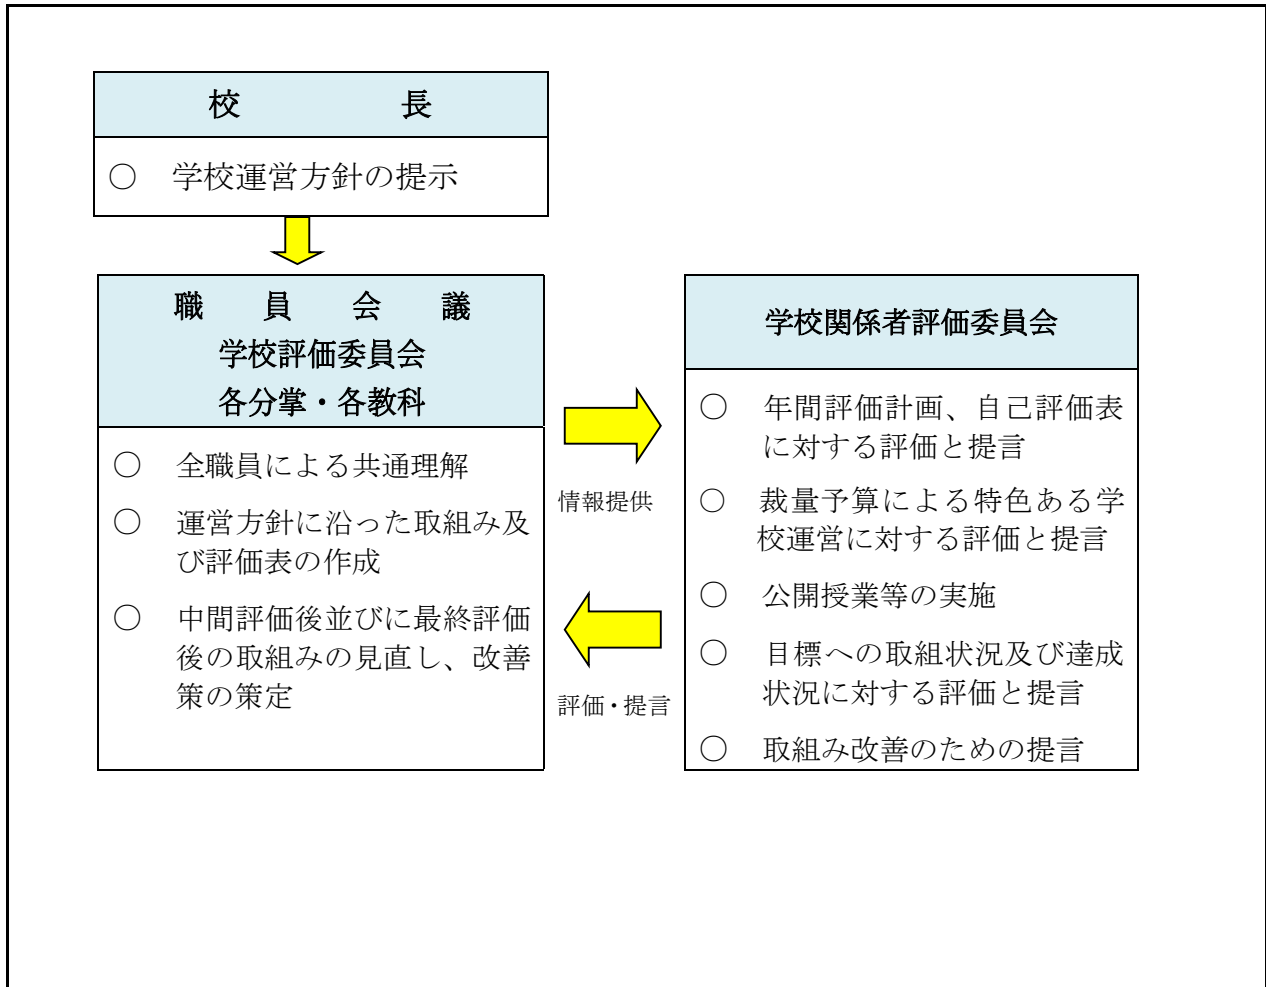 校長
○ 学校運営方針の提示
職員会議
学校評価委員会
各分掌・各教科
○ 全職員による共通理解
○ 運営方針に沿った取組み及
び評価表の作成
○ 中間評価後並びに最終評価
後の取組みの見直し、改善
策の策定
情報提供
評価・提言
学校関係者評価委員会
○ 年間評価計画、自己評価表
に対する評価と提言
○ 裁量予算による特色ある学
校運営に対する評価と提言
○ 公開授業等の実施
○ 目標への取組状況及び達成
状況に対する評価と提言
○ 取組み改善のための提言